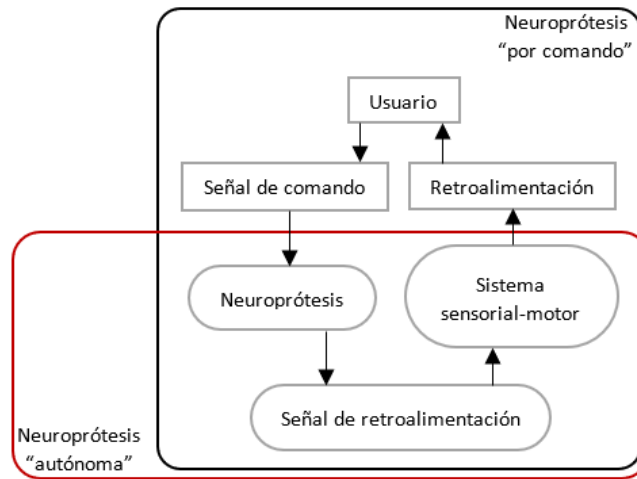 Neuroprótesis
“por comando”
Usuario
Señal de comando
Retroalimentación
Neuroprótesis
Sistema
sensorial-motor
Señal de retroalimentación
Neuroprótesis
“autónoma”